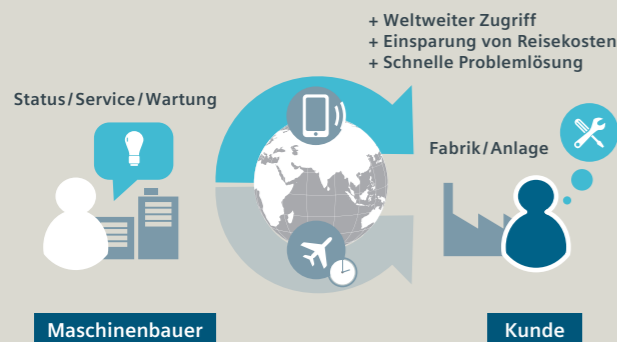 + Weltweiter Zugriff
+ Einsparung von Reisekosten
+ Schnelle Problemlösung
Status/Service/Wartung
Fabrik/Anlage
Maschinenbauer
Kunde